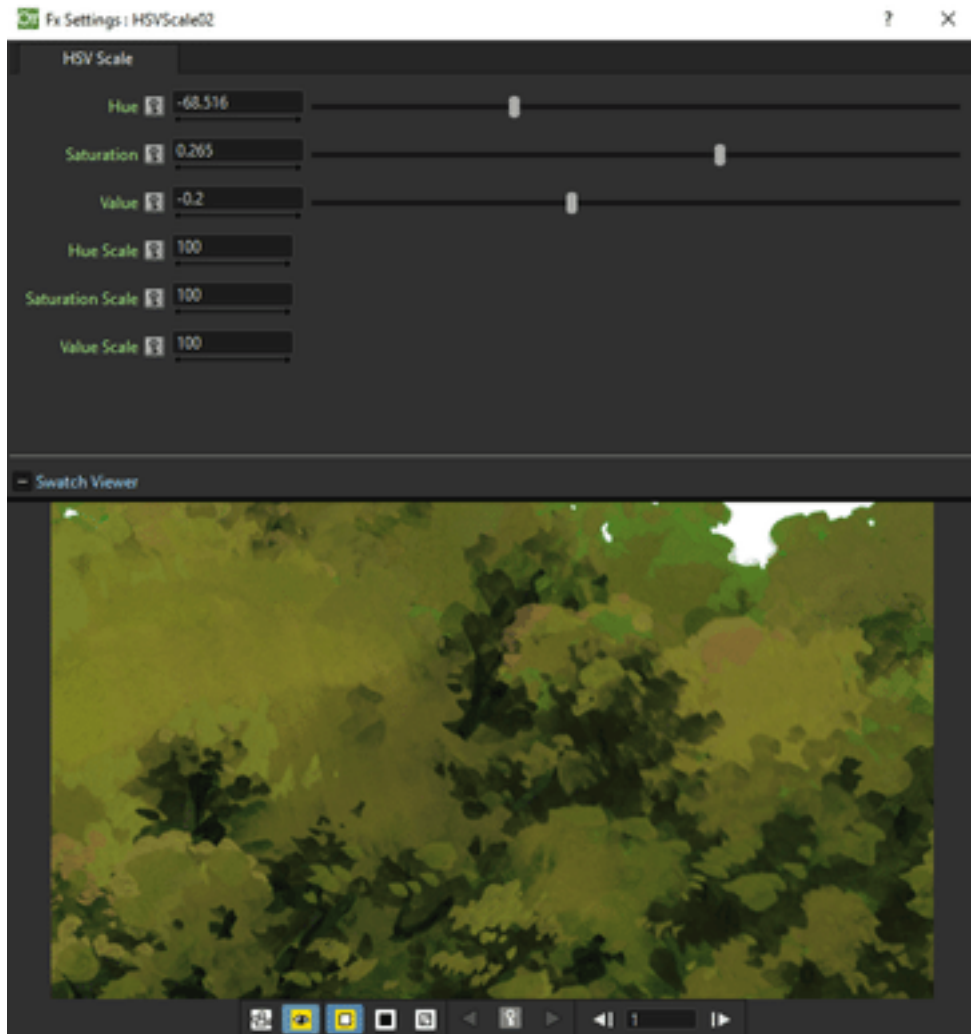 OT Fx Settings : HSVScale02 ?
HSV Scale
Hue -68.516
Saturation 0.265
Value -0.2
Hue Scale 100
Saturation Scale 100
Value Scale 100
Swatch Viewer
1